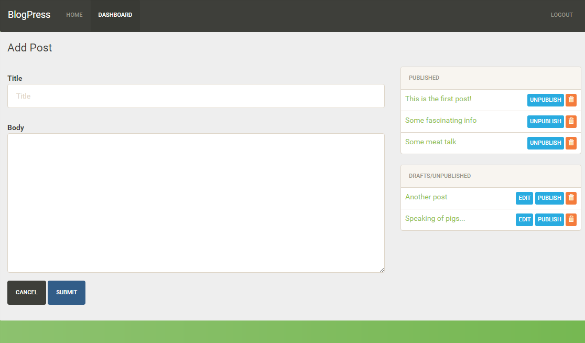 BlogPress HOME DASHBOARD LOGOUT
Add Post
Title
Title
Body
CANCEL SUBMIT
PUBLISHED
This is the first post! UNPUBLISH
Some fascinating info UNPUBLISH
Some meat talk UNPUBLISH
DRAFTS/UNPUBLISHED
Another post EDIT PUBLISH
Speaking of pigs... EDIT PUBLISH